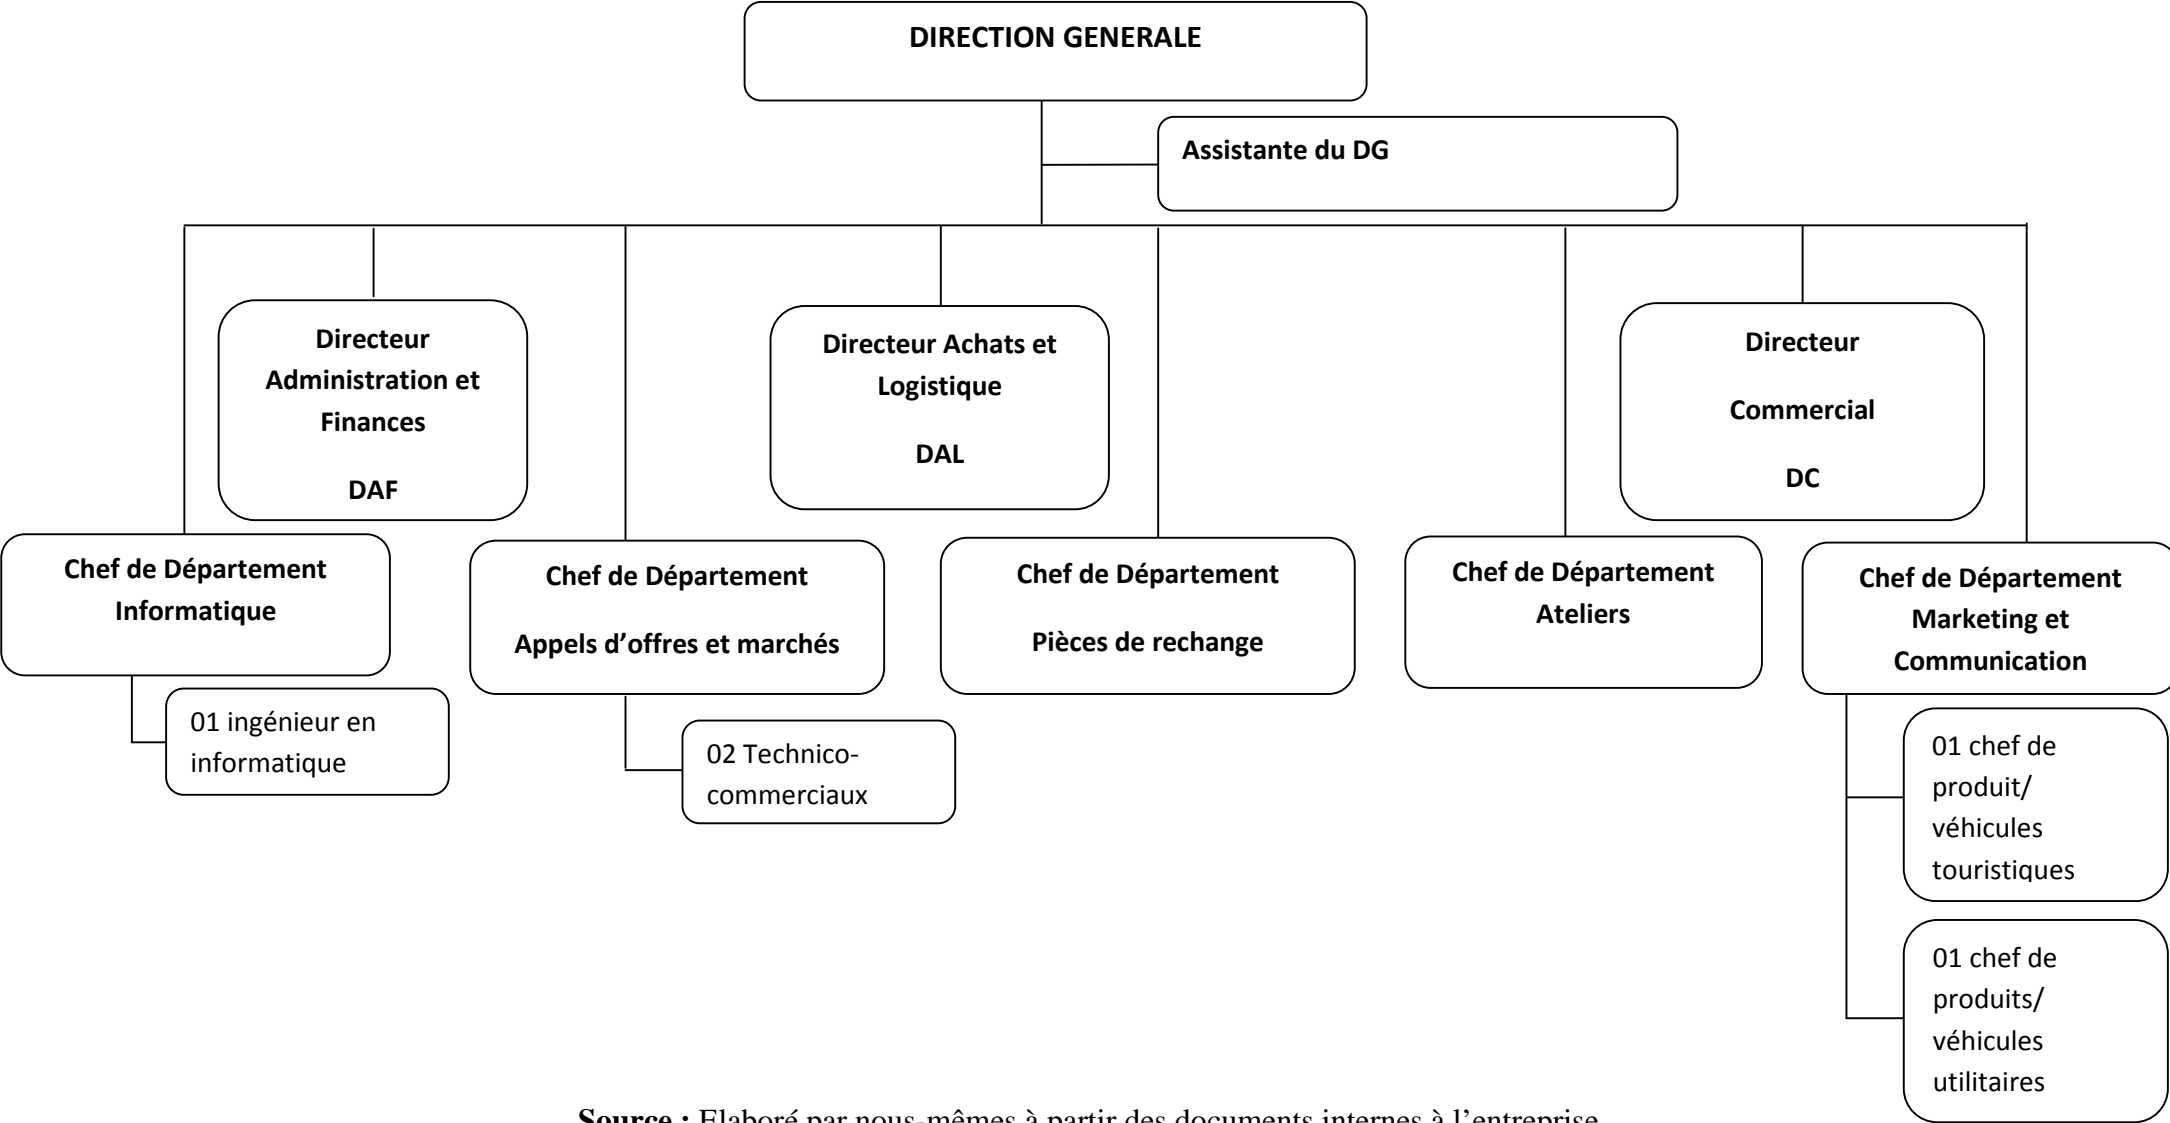 DIRECTION GENERALE
Assistante du DG
Directeur
Administration et
Finances
DAF
Directeur Achats et
Logistique
DAL
Directeur
Commercial
DC
Chef de Département
Informatique
Chef de Département
Appels d’offres et marchés
Chef de Département
Pièces de rechange
Chef de Département
Ateliers
Chef de Département
Marketing et
Communication
01 ingénieur en
informatique
02 Technico-
commerciaux
01 chef de
produit/
véhicules
touristiques
01 chef de
produits/
véhicules
utilitaires
Source : Elaboré par nous-mêmes à partir des documents internes à l’entreprise